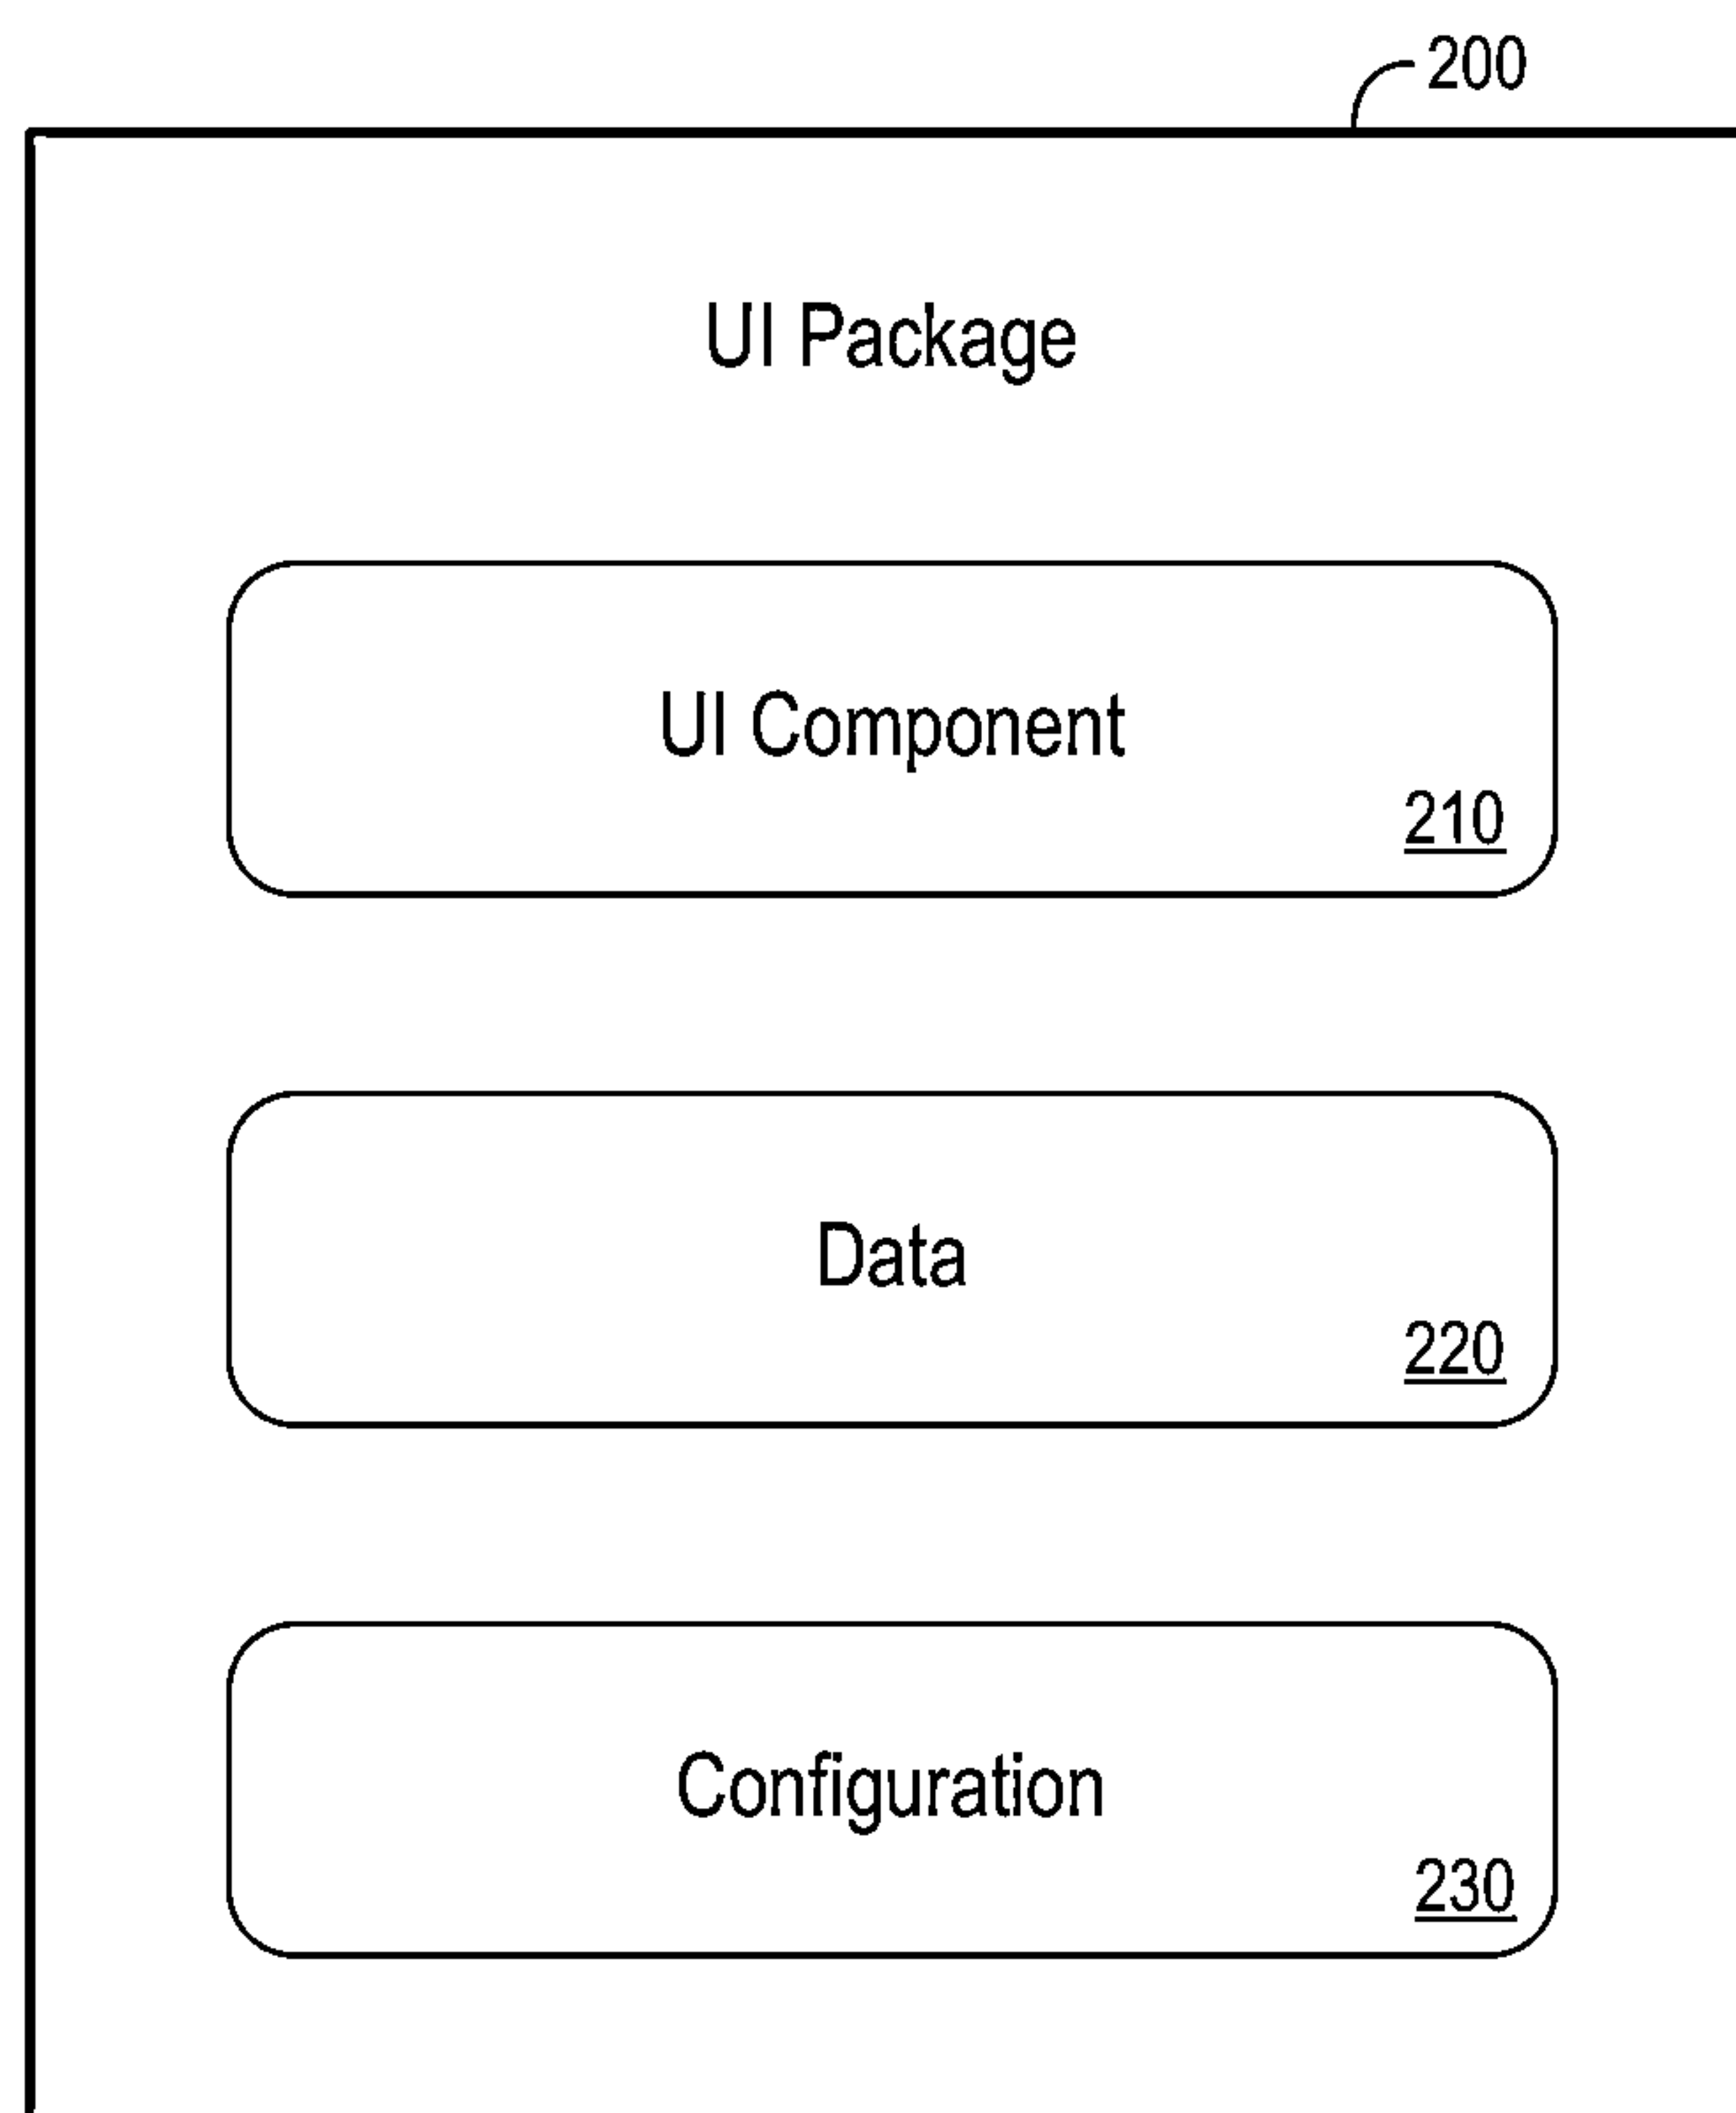 200
UI Package
UI Component
210
Data
220
Configuration
230